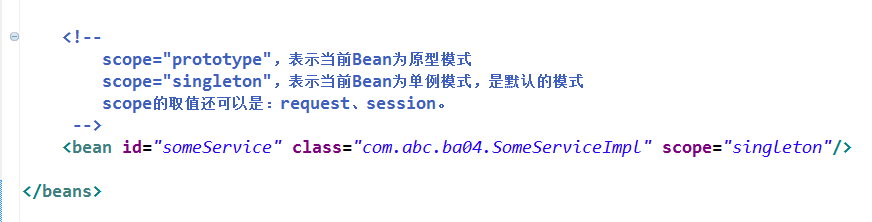 <!--
scope="prototype"，表示当前Bean为原型模式
scope="singleton"，表示当前Bean为单例模式，是默认的模式
scope的取值还可以是：request、session。
-->
<bean id="someService" class="com.abc.ba04.SomeServiceImpl" scope="singleton"/>
</beans>